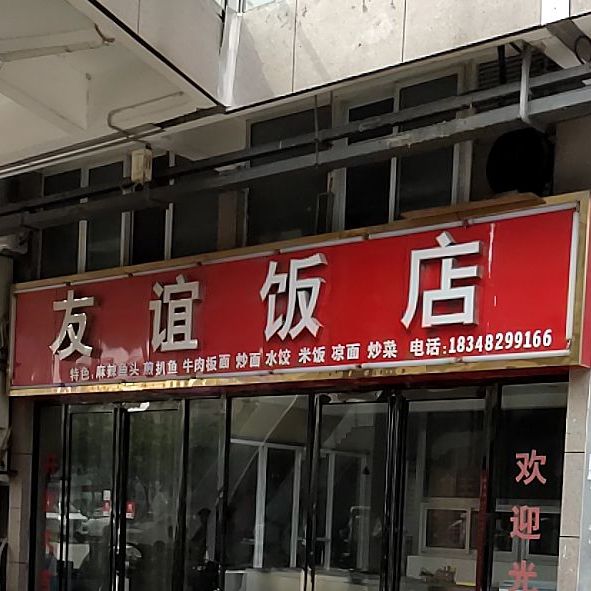 友谊饭店
特色:麻辣鱼头 煎扒鱼 牛肉板面 炒面 水饺 米饭 凉面 炒菜 电话:18348299166
欢迎光